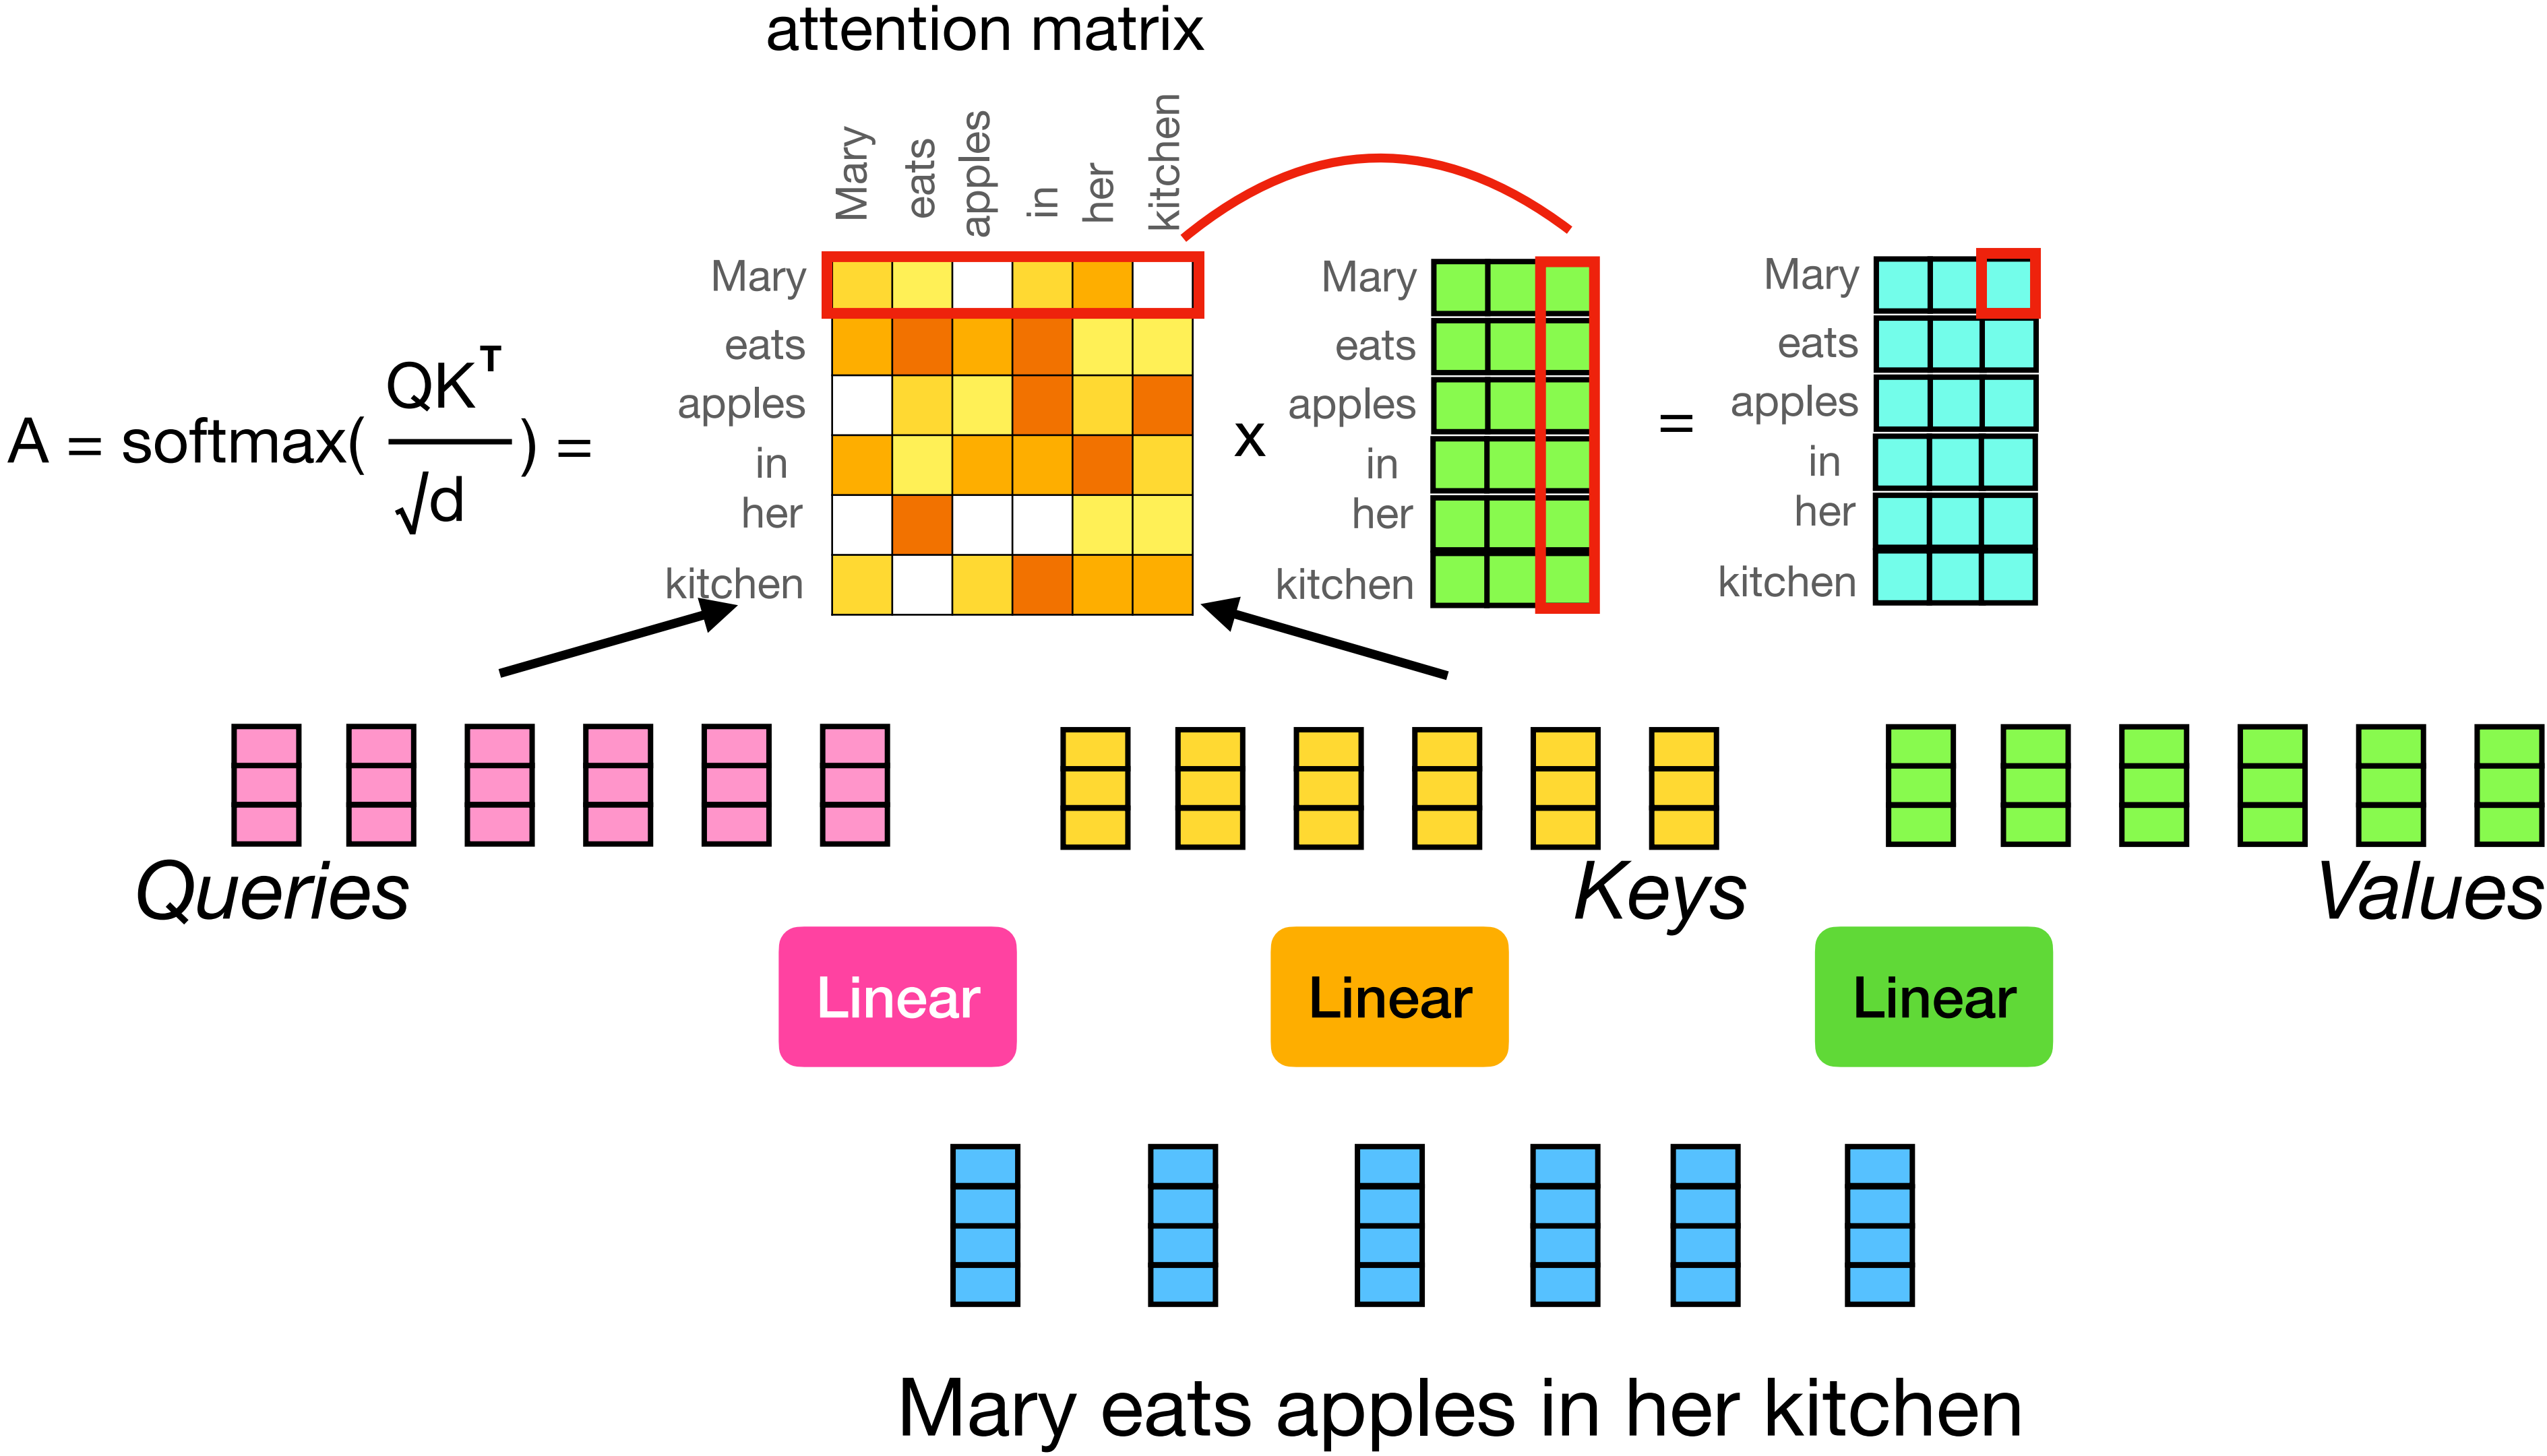 attention matrix
Mary eats apples in her kitchen
Mary
eats
apples
in
her
kitchen
A = softmax( QKᵀ / √d ) =
x
Mary
eats
apples
in
her
kitchen
=
Mary
eats
apples
in
her
kitchen
Queries
Keys
Values
Linear
Linear
Linear
Mary eats apples in her kitchen